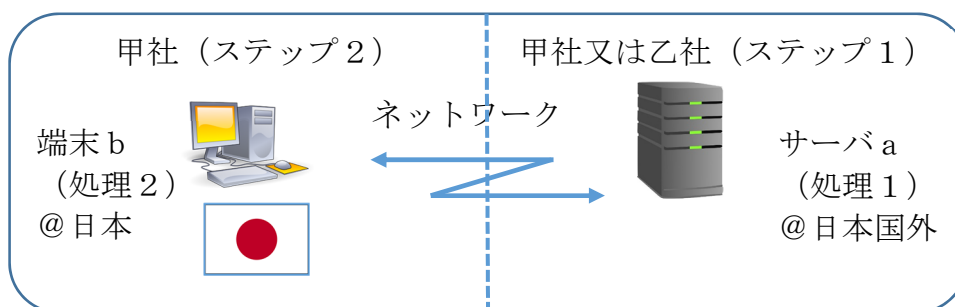 甲社（ステップ２）
甲社又は乙社（ステップ１）
ネットワーク
端末ｂ
（処理２）
＠日本
サーバａ
（処理１）
＠日本国外